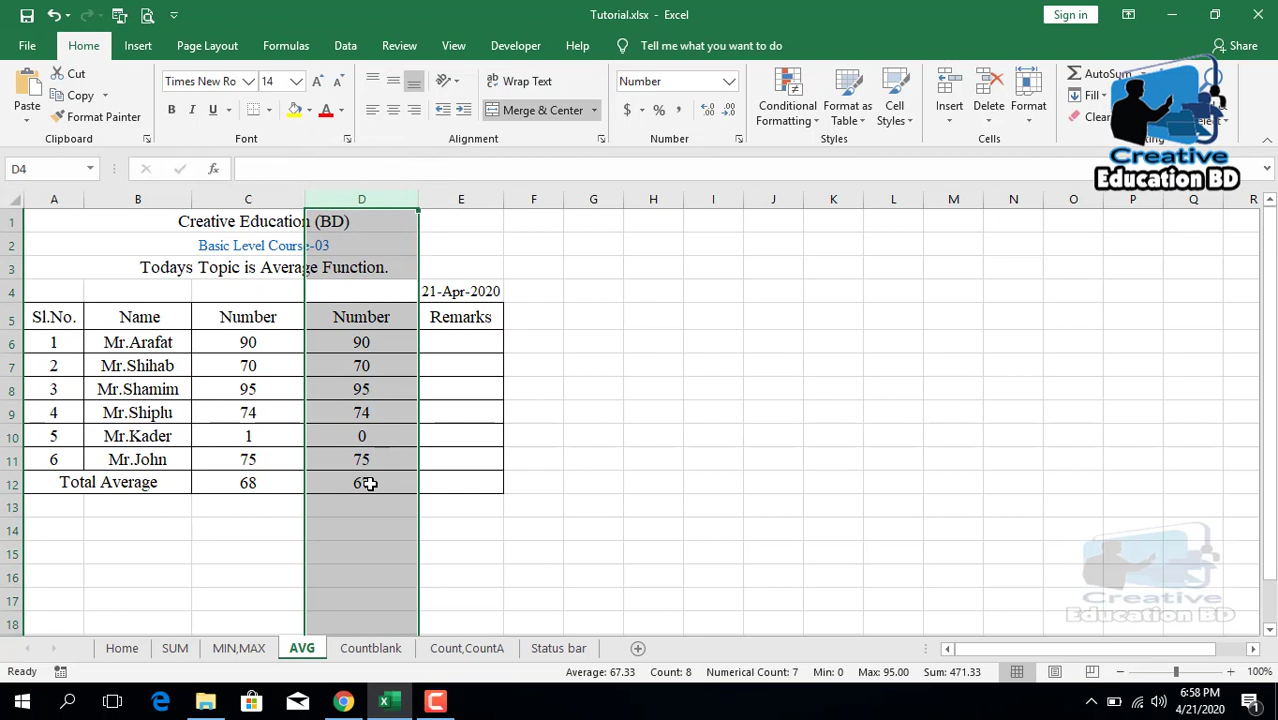 Tutorial.xlsx - Excel
Sign in
File Home Insert Page Layout Formulas Data Review View Developer Help Tell me what you want to do Share
Paste
Cut
Copy
Format Painter
Clipboard
Times New Ro 14
B I U
Font
Wrap Text
Merge & Center
Alignment
Number
$ % ,
Number
Conditional Formatting
Format as Table
Cell Styles
Styles
Insert Delete Format
Cells
AutoSum
Fill
Clear
Creative
Education BD
D4
fx
A B C D E F G H I J K L M N O P Q R
1 Creative Education (BD)
2 Basic Level Course-03
3 Todays Topic is Average Function.
4 21-Apr-2020
5 Sl.No. Name Number Number Remarks
6 1 Mr.Arafat 90 90
7 2 Mr.Shihab 70 70
8 3 Mr.Shamim 95 95
9 4 Mr.Shiplu 74 74
10 5 Mr.Kader 1 0
11 6 Mr.John 75 75
12 Total Average 68
13
14
15
16
17
18
Creative
Education BD
Home SUM MIN,MAX AVG Countblank Count,CountA Status bar
Ready Average: 67.33 Count: 8 Numerical Count: 7 Min: 0 Max: 95.00 Sum: 471.33 100%
6:58 PM
4/21/2020